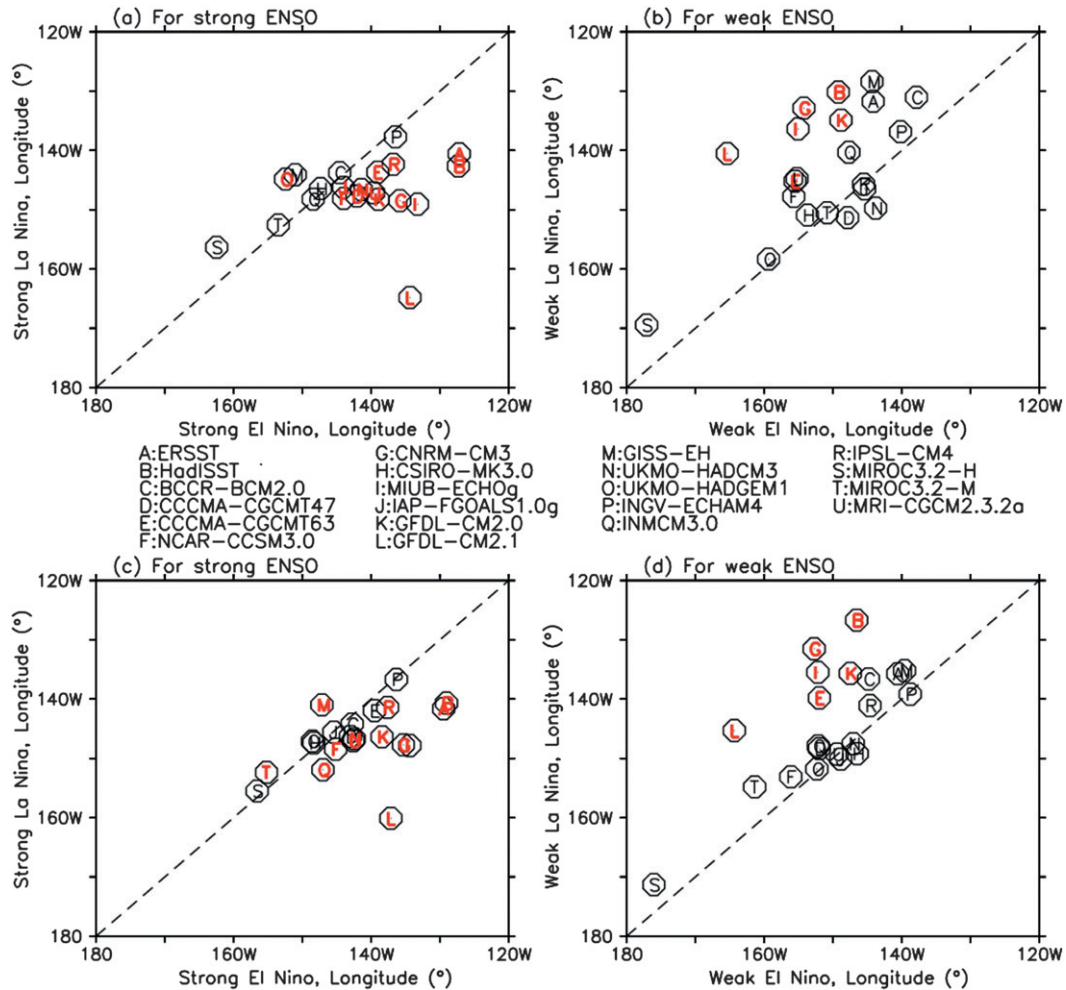 (a) For strong ENSO
(b) For weak ENSO
120W
140W
160W
180
Strong La Nina, Longitude (°)
180 160W 140W 120W
Strong El Nino, Longitude (°)
P
A
B
R
E
S
T
H
C
G
I
L
120W
140W
160W
180
Weak La Nina, Longitude (°)
180 160W 140W 120W
Weak El Nino, Longitude (°)
M
B
C
A
G
K
I
P
L
Q
F
N
H
T
D
O
S
A:ERSST
B:HadISST
C:BCCR-BCM2.0
D:CCCMA-CGCMT47
E:CCCMA-CGCMT63
F:NCAR-CCSM3.0
G:CNRM-CM3
H:CSIRO-MK3.0
I:MIUB-ECHOg
J:IAP-FGOALS1.0g
K:GFDL-CM2.0
L:GFDL-CM2.1
M:GISS-EH
N:UKMO-HADCM3
O:UKMO-HADGEM1
P:INGV-ECHAM4
Q:INMCM3.0
R:IPSL-CM4
S:MIROC3.2-H
T:MIROC3.2-M
U:MRI-CGCM2.3.2a
(c) For strong ENSO
(d) For weak ENSO
120W
140W
160W
180
Strong La Nina, Longitude (°)
180 160W 140W 120W
Strong El Nino, Longitude (°)
P
M
R
E
C
K
F
T
S
L
120W
140W
160W
180
Weak La Nina, Longitude (°)
180 160W 140W 120W
Weak El Nino, Longitude (°)
B
G
I
K
C
A
P
E
R
L
F
T
S